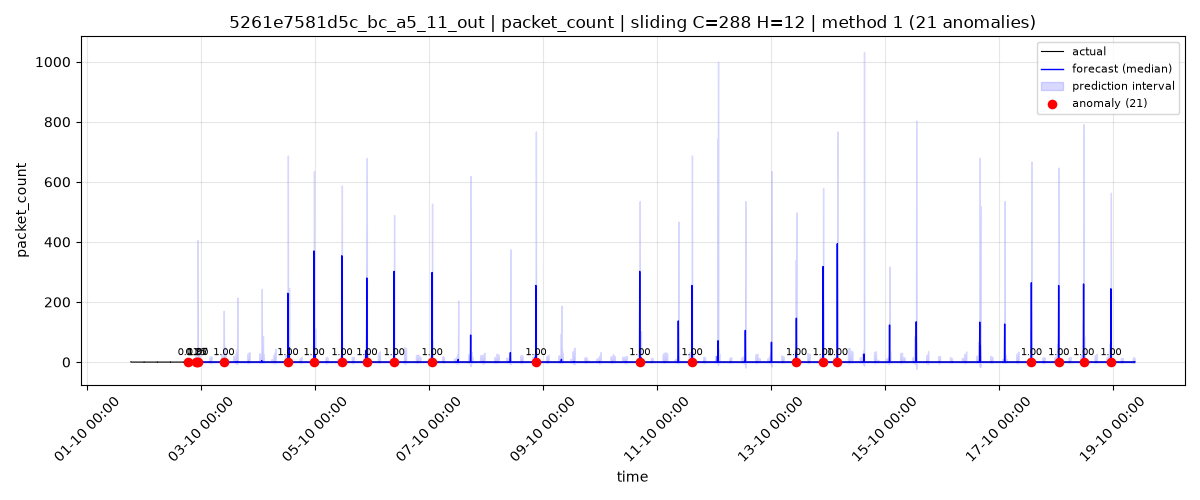 5261e7581d5c_bc_a5_11_out | packet_count | sliding C=288 H=12 | method 1 (21 anomalies)
actual
forecast (median)
prediction interval
anomaly (21)
packet_count
1000
800
600
400
200
0
1.00 1.00 1.00 1.00 1.00 1.00 1.00 1.00 1.00 1.00 1.00 1.00 1.00 1.00 1.00 1.00
01-10 00:00 03-10 00:00 05-10 00:00 07-10 00:00 09-10 00:00 11-10 00:00 13-10 00:00 15-10 00:00 17-10 00:00 19-10 00:00
time